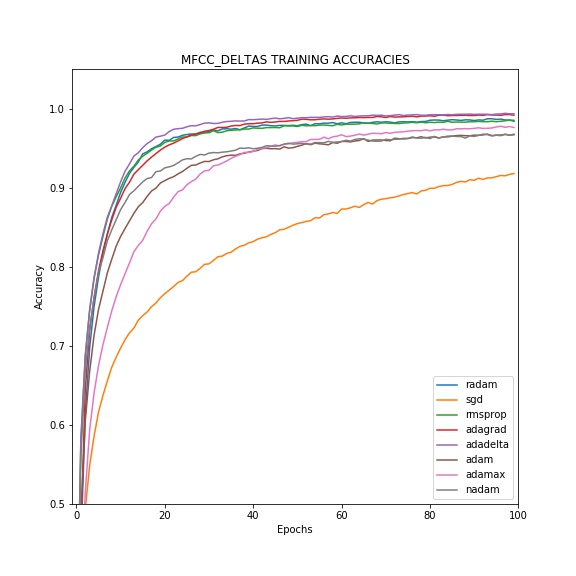 MFCC_DELTAS TRAINING ACCURACIES
Accuracy
1.0
0.9
0.8
0.7
0.6
0.5
0
20
40
60
80
100
Epochs
radam
sgd
rmsprop
adagrad
adadelta
adam
adamax
nadam